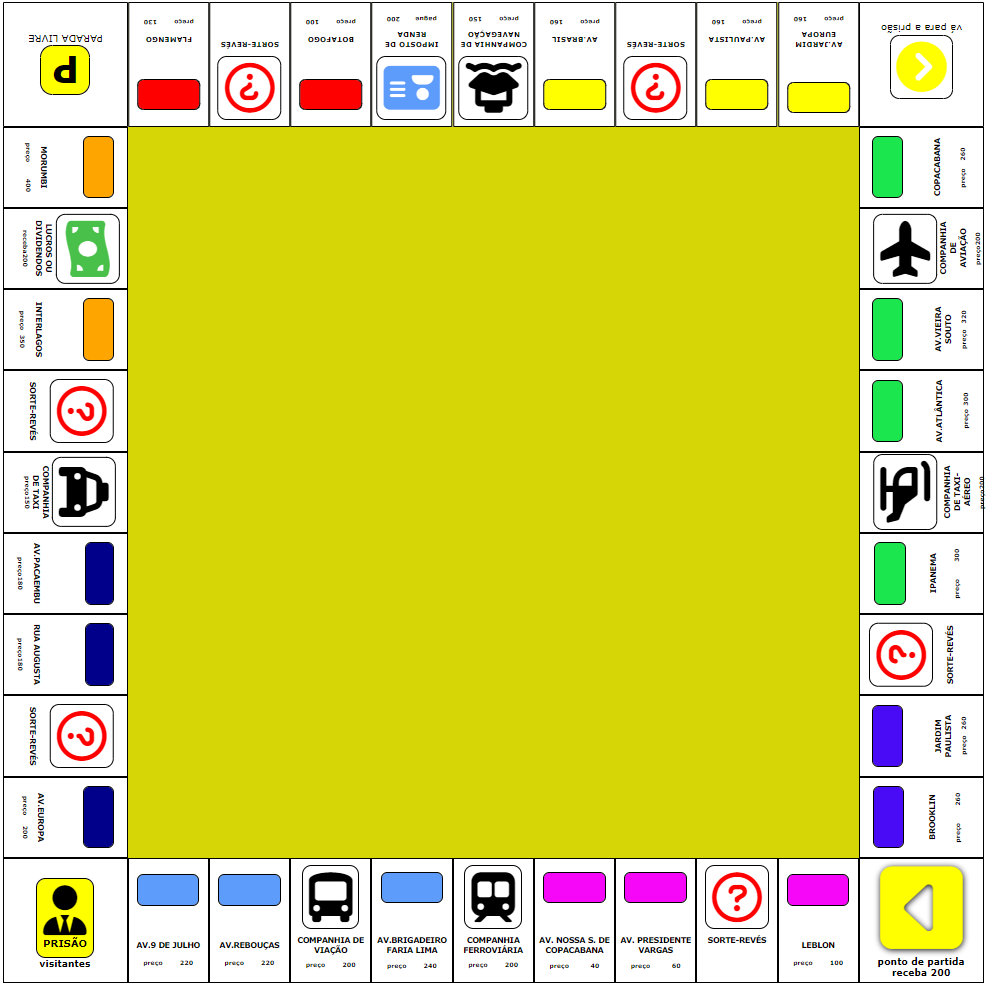 PARADA LIVRE
P
FLAMENGO
preço 130
SORTE-REVÉS
?
BOTAFOGO
preço 100
IMPOSTO DE
RENDA
pague 200
COMPANHIA DE
NAVEGAÇÃO
preço 150
AV.BRASIL
preço 160
SORTE-REVÉS
?
AV.PAULISTA
preço 160
AV.JARDIM
EUROPA
preço 160
vá para a prisão
COPACABANA
preço 260
COMPANHIA
DE
AVIAÇÃO
preço200
AV.VIEIRA
SOUTO
preço 320
AV.ATLÂNTICA
preço 300
COMPANHIA
DE TAXI-
AÉREO
preço200
IPANEMA
preço 300
SORTE-REVÉS
?
JARDIM
PAULISTA
preço 260
BROOKLIN
preço 260
ponto de partida
receba 200
LEBLON
preço 100
SORTE-REVÉS
?
AV. PRESIDENTE
VARGAS
preço 60
AV. NOSSA S. DE
COPACABANA
preço 40
COMPANHIA
FERROVIÁRIA
preço 200
AV.BRIGADEIRO
FARIA LIMA
preço 240
COMPANHIA DE
VIAÇÃO
preço 200
AV.REBOUÇAS
preço 220
AV.9 DE JULHO
preço 220
PRISÃO
visitantes
AV.EUROPA
preço 200
SORTE-REVÉS
?
RUA AUGUSTA
preço180
AV.PACAEMBU
preço180
COMPANHIA
DE TAXI
preço150
SORTE-REVÉS
?
INTERLAGOS
preço 350
LUCROS OU
DIVIDENDOS
receba200
MORUMBI
preço 400